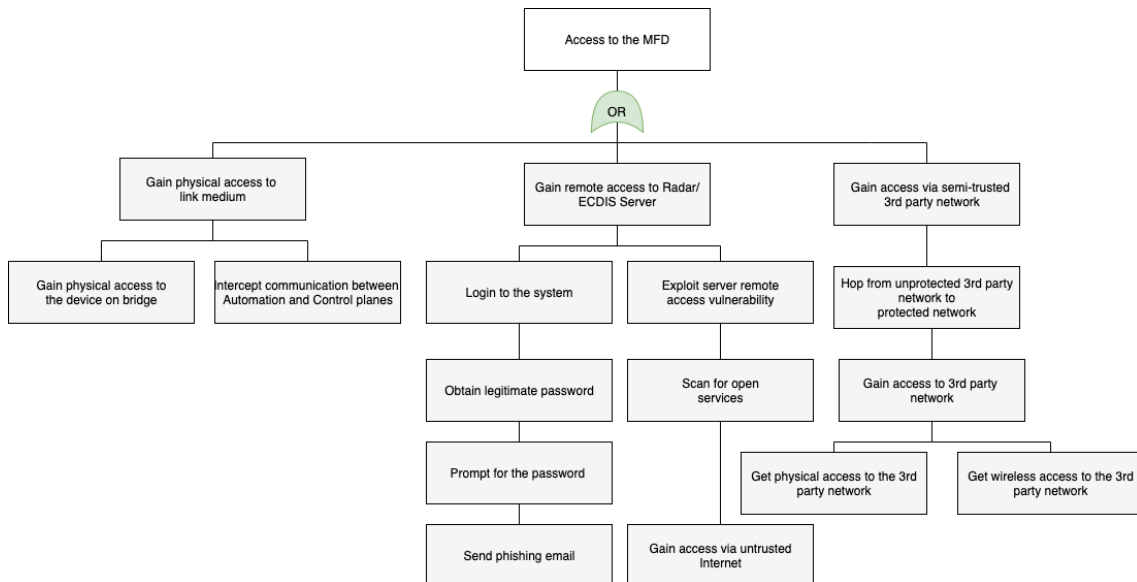 Access to the MFD
OR
Gain physical access to
link medium
Gain remote access to Radar/
ECDIS Server
Gain access via semi-trusted
3rd party network
Gain physical access to
the device on bridge
Intercept communication between
Automation and Control planes
Login to the system
Exploit server remote
access vulnerability
Hop from unprotected 3rd party
network to
protected network
Obtain legitimate password
Scan for open
services
Gain access to 3rd party
network
Prompt for the password
Get physical access to the 3rd
party network
Get wireless access to the 3rd
party network
Send phishing email
Gain access via untrusted
Internet